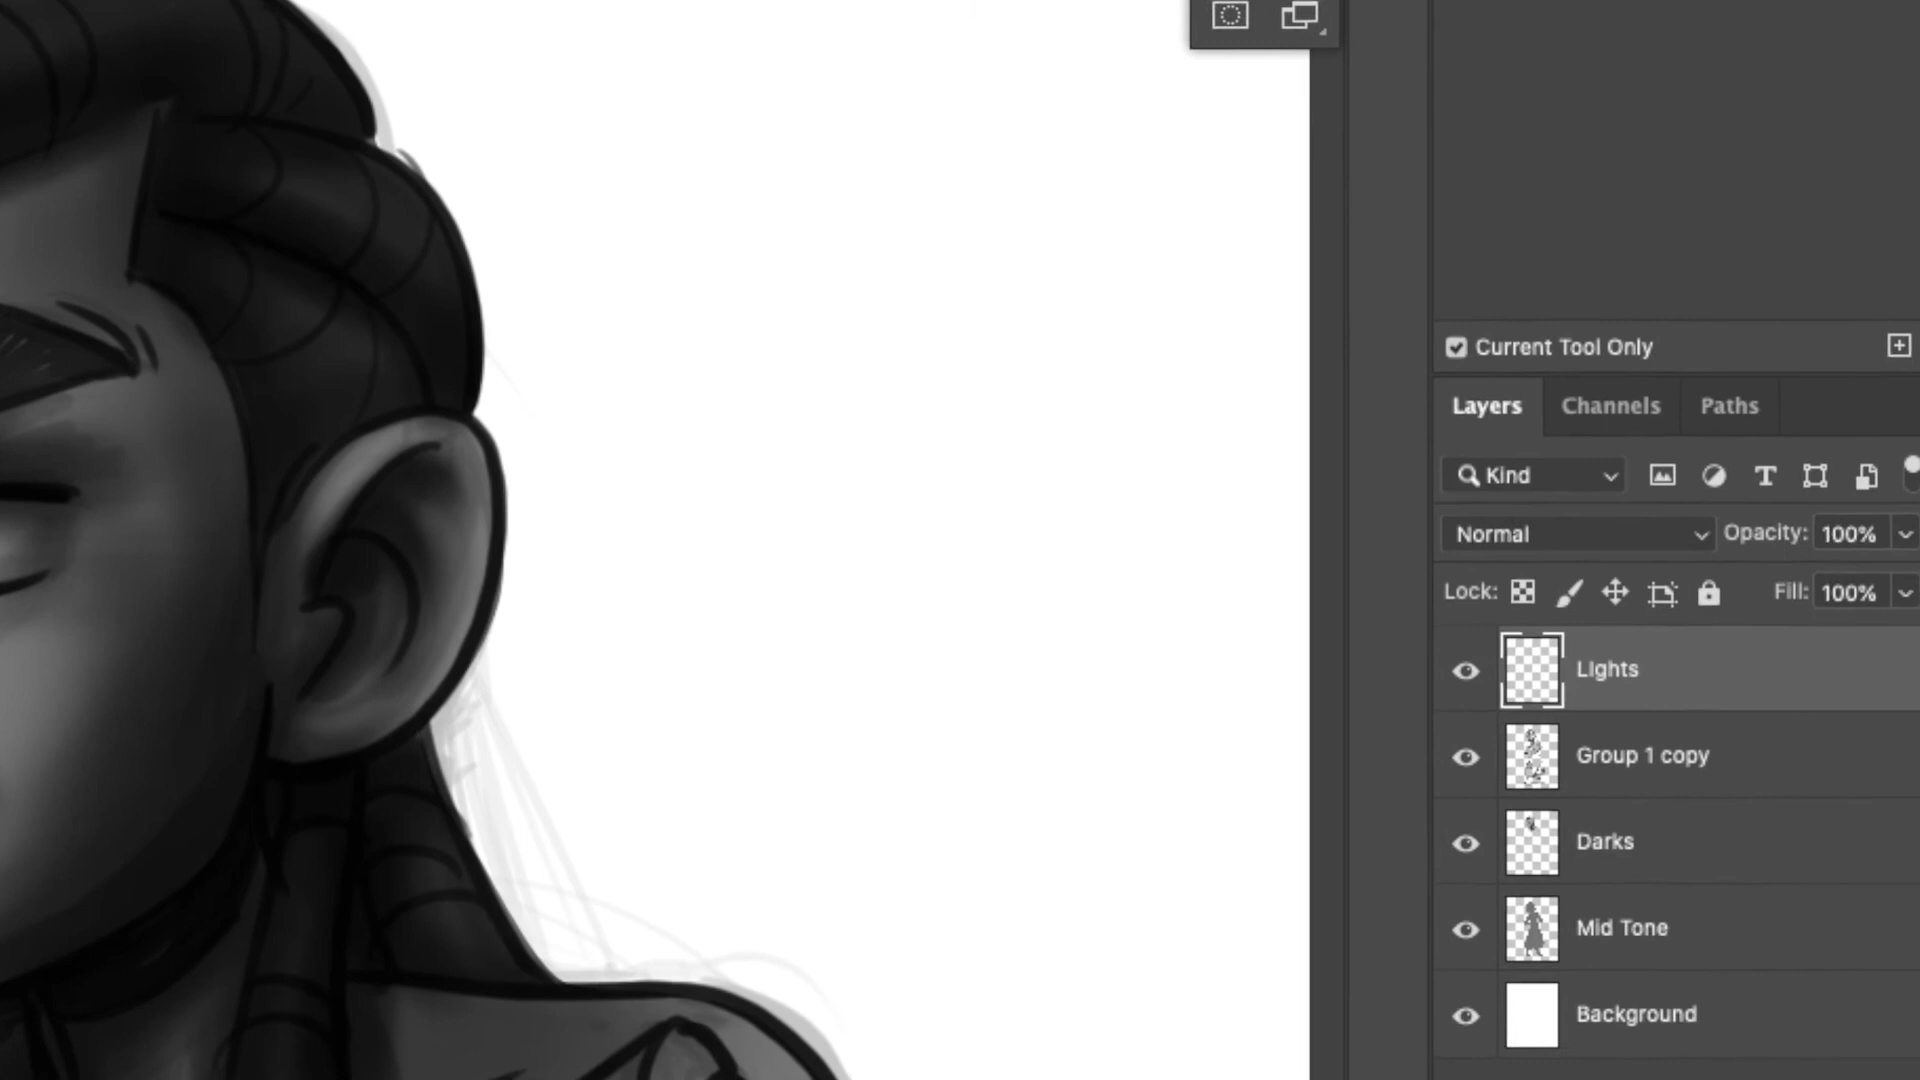 Current Tool Only
Layers Channels Paths
Kind T
Normal Opacity: 100%
Lock: Fill: 100%
LIghts
Group 1 copy
Darks
Mid Tone
Background